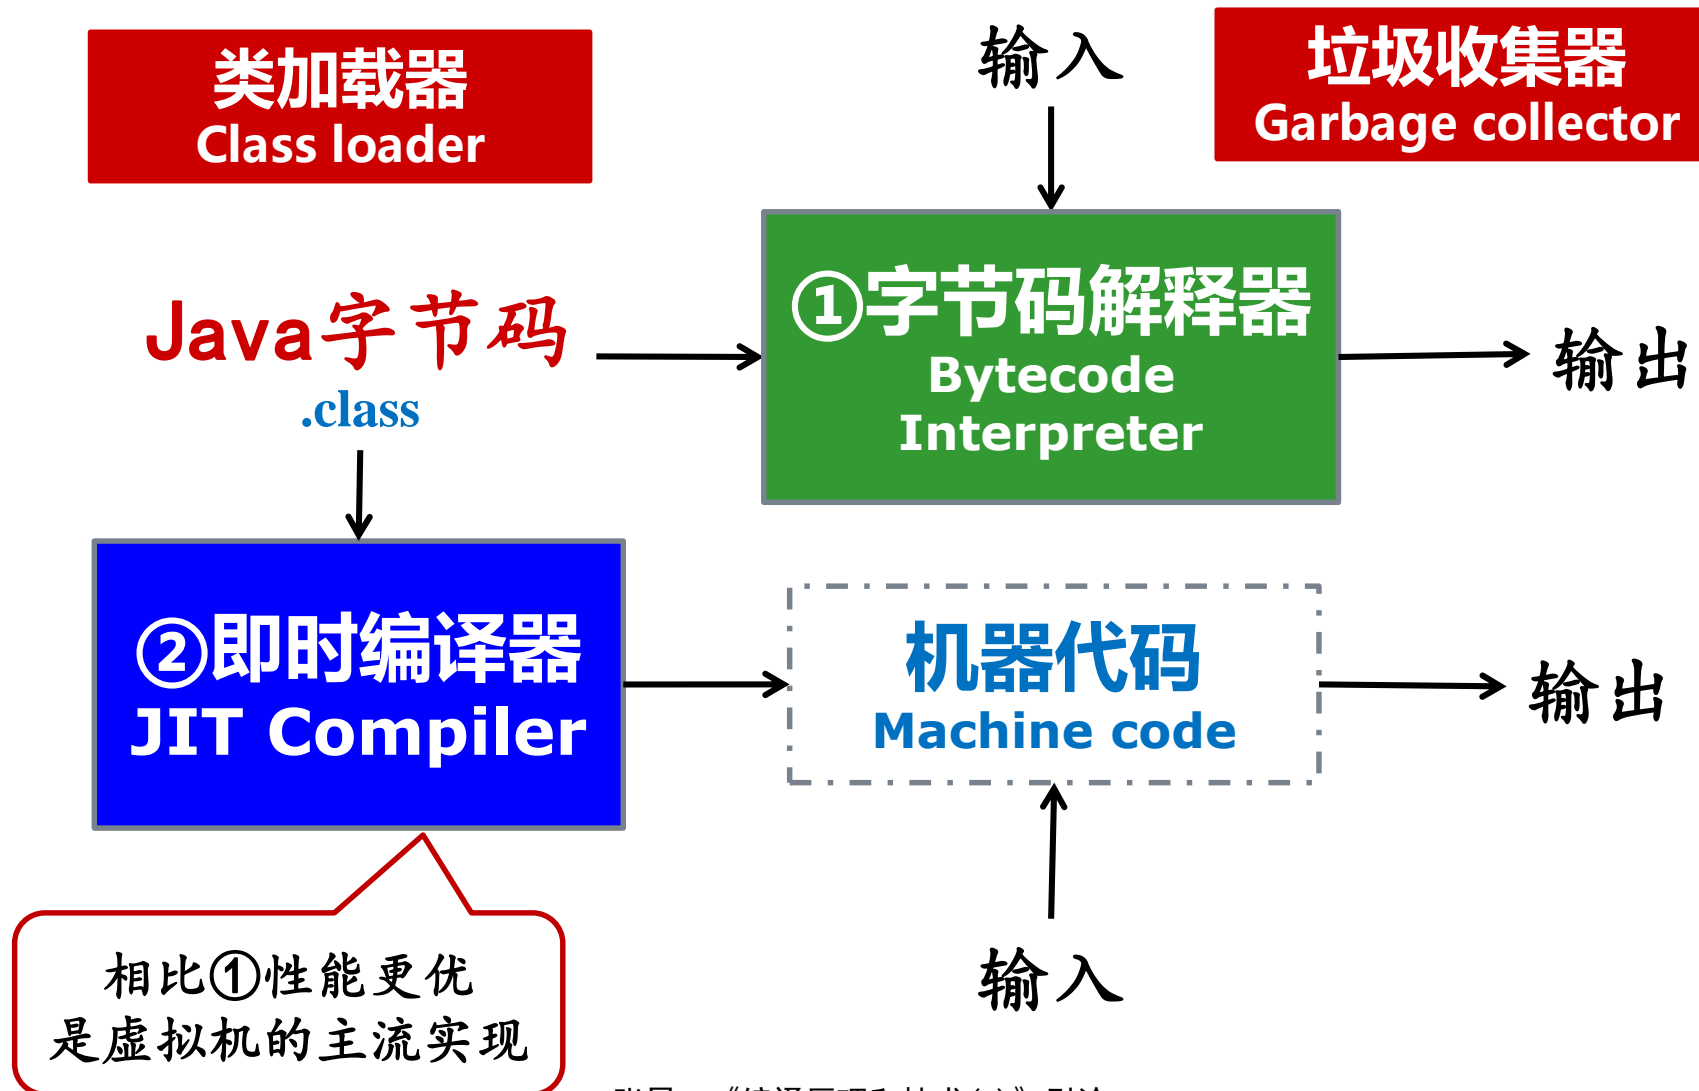 类加载器
Class loader
输入
垃圾收集器
Garbage collector
Java字节码
.class
①字节码解释器
Bytecode
Interpreter
输出
②即时编译器
JIT Compiler
机器代码
Machine code
输出
相比①性能更优
是虚拟机的主流实现
输入